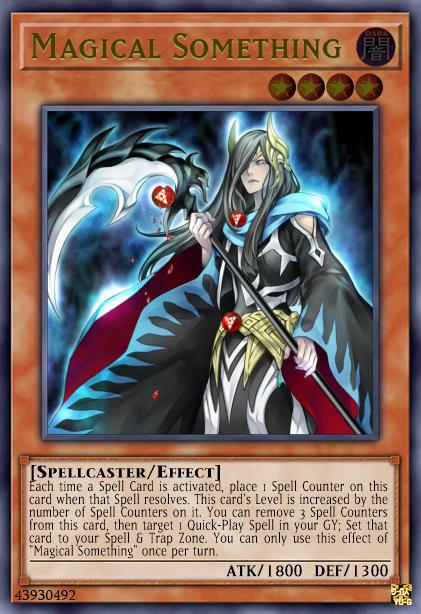 MAGICAL SOMETHING
DARK
闇
[SPELLCASTER/EFFECT]
Each time a Spell Card is activated, place 1 Spell Counter on this
card when that Spell resolves. This card's Level is increased by the
number of Spell Counters on it. You can remove 3 Spell Counters
from this card, then target 1 Quick-Play Spell in your GY; Set that
card to your Spell & Trap Zone. You can only use this effect of
"Magical Something" once per turn.
ATK/1800 DEF/1300
43930492